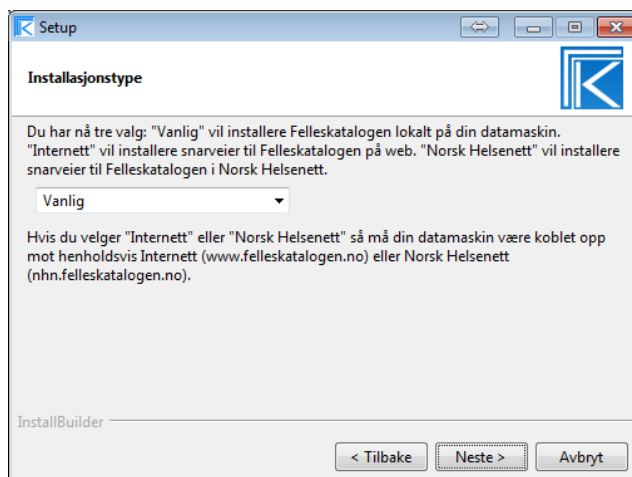 Setup
Installasjonstype
Du har nå tre valg: "Vanlig" vil installere Felleskatalogen lokalt på din datamaskin.
"Internett" vil installere snarveier til Felleskatalogen på web. "Norsk Helsenett" vil installere
snarveier til Felleskatalogen i Norsk Helsenett.
Vanlig
Hvis du velger "Internett" eller "Norsk Helsenett" så må din datamaskin være koblet opp
mot henholdsvis Internett (www.felleskatalogen.no) eller Norsk Helsenett
(nhn.felleskatalogen.no).
InstallBuilder
< Tilbake Neste > Avbryt